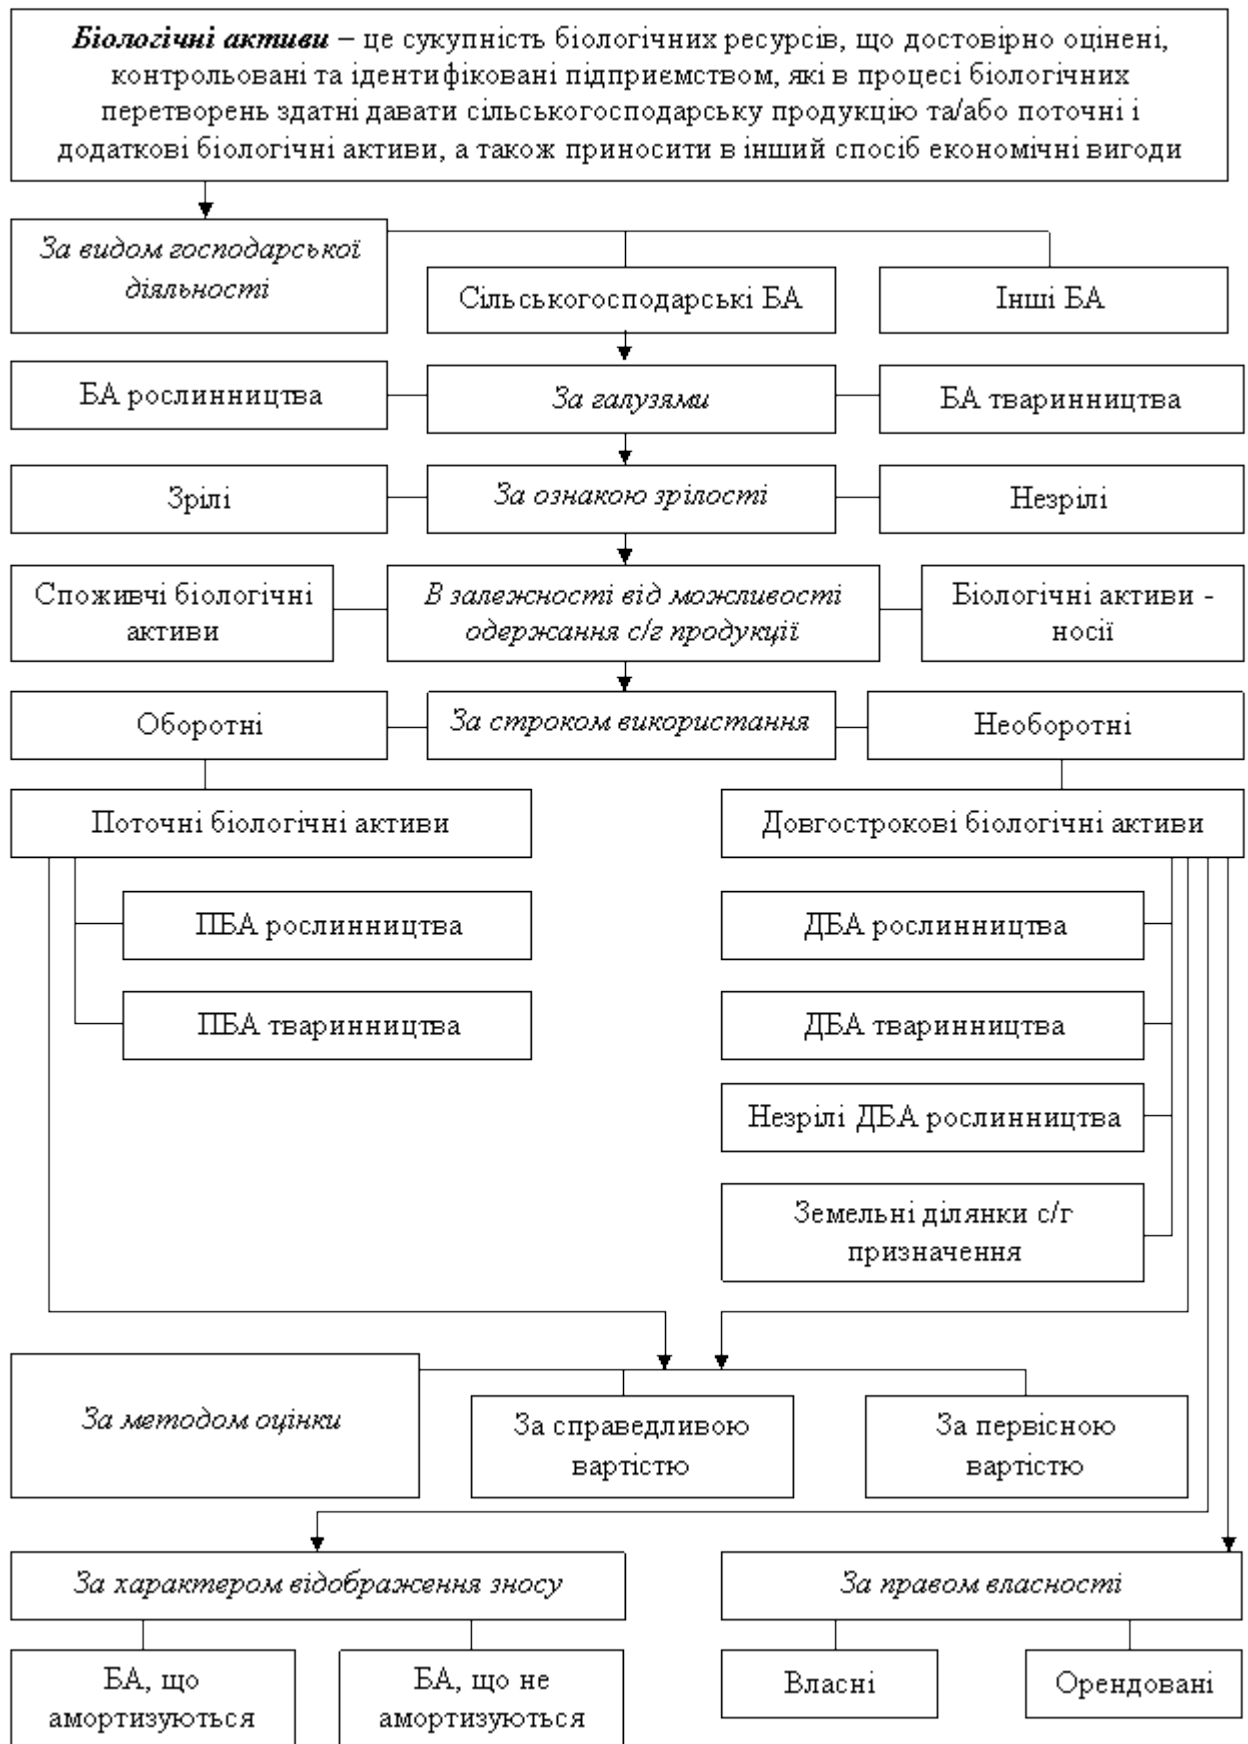 Біологічні активи – це сукупність біологічних ресурсів, що достовірно оцінені,
контрольовані та ідентифіковані підприємством, які в процесі біологічних
перетворень здатні давати сільськогосподарську продукцію та/або поточні і
додаткові біологічні активи, а також приносити в інший спосіб економічні вигоди
За видом господарської
діяльності
Сільськогосподарські БА
Інші БА
БА рослинництва
За галузями
БА тваринництва
Зрілі
За ознакою зрілості
Незрілі
Споживчі біологічні
активи
В залежності від можливості
одержання с/г продукції
Біологічні активи -
носії
Оборотні
За строком використання
Необоротні
Поточні біологічні активи
Довгострокові біологічні активи
ПБА рослинництва
ДБА рослинництва
ПБА тваринництва
ДБА тваринництва
Незрілі ДБА рослинництва
Земельні ділянки с/г
призначення
За методом оцінки
За справедливою
вартістю
За первісною
вартістю
За характером відображення зносу
За правом власності
БА, що
амортизуються
БА, що не
амортизуються
Власні
Орендовані